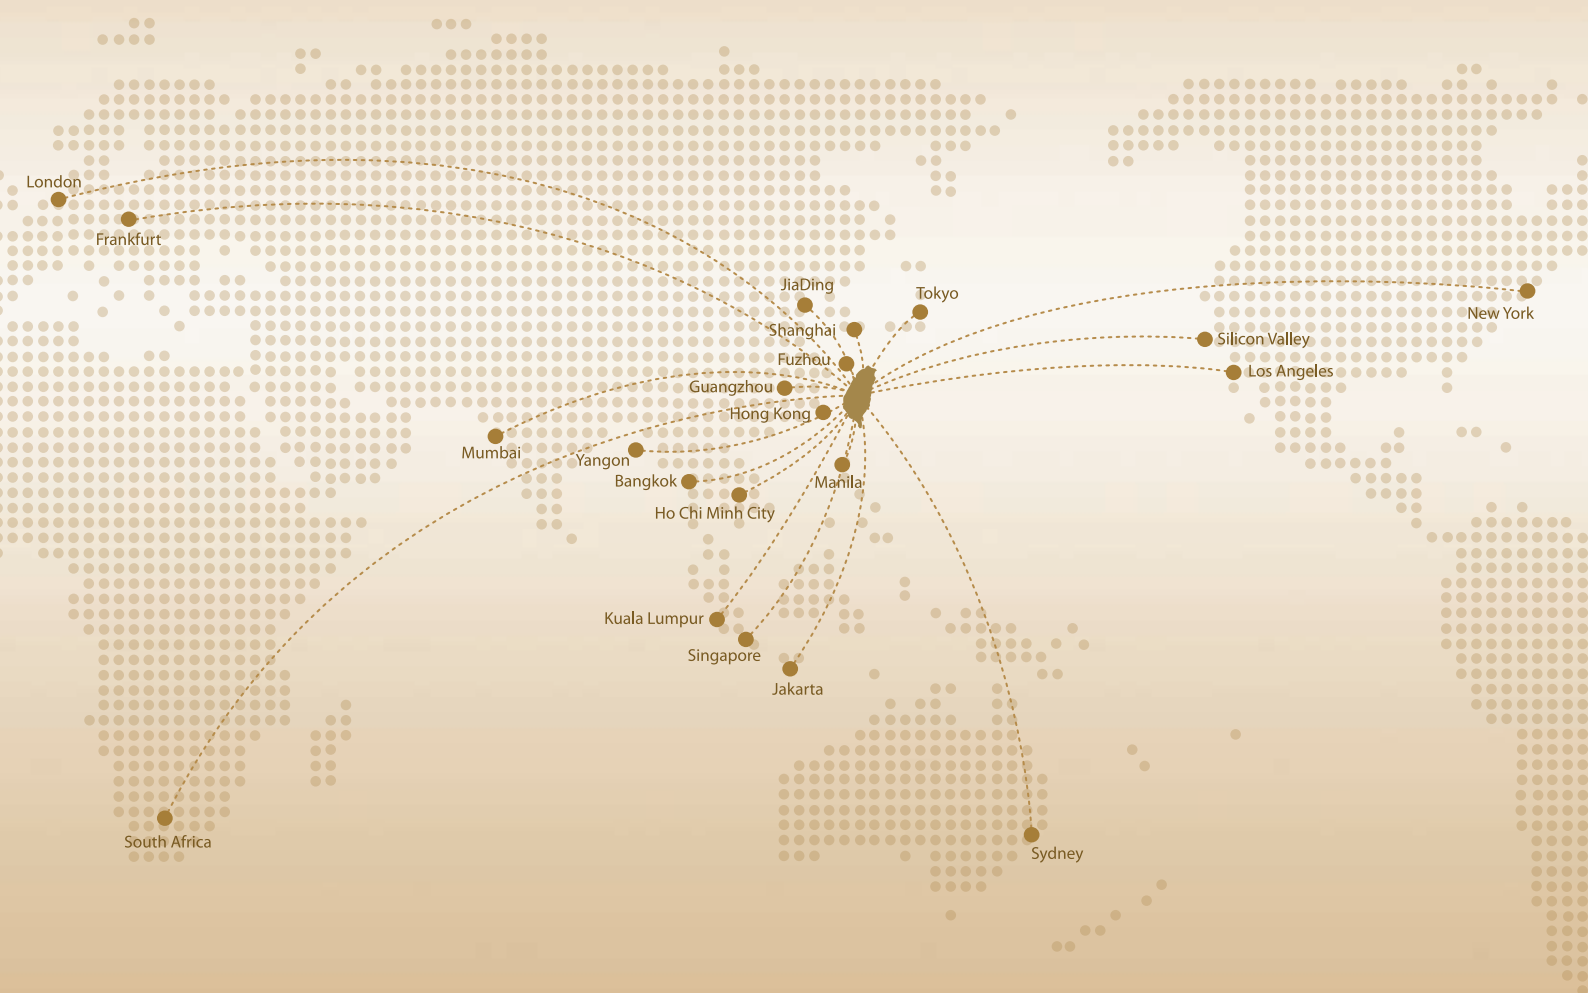 London
Frankfurt
JiaDing
Tokyo
Shanghai
New York
Silicon Valley
Fuzhou
Los Angeles
Guangzhou
Hong Kong
Mumbai
Yangon
Bangkok
Manila
Ho Chi Minh City
Kuala Lumpur
Singapore
Jakarta
South Africa
Sydney